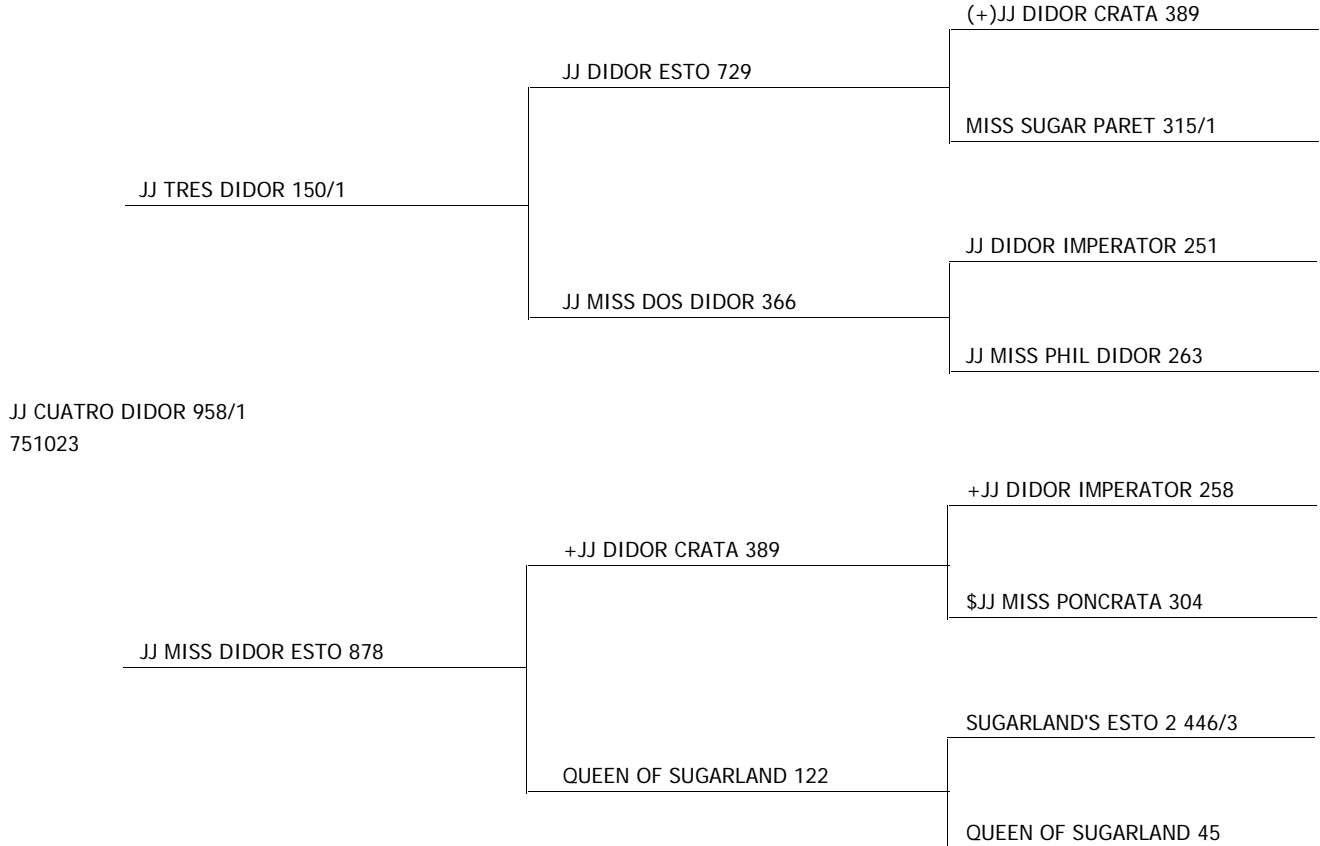 (+)JJ DIDOR CRATA 389
JJ DIDOR ESTO 729
MISS SUGAR PARET 315/1
JJ TRES DIDOR 150/1
JJ DIDOR IMPERATOR 251
JJ MISS DOS DIDOR 366
JJ MISS PHIL DIDOR 263
JJ CUATRO DIDOR 958/1
751023
+JJ DIDOR IMPERATOR 258
+JJ DIDOR CRATA 389
$JJ MISS PONCRATA 304
JJ MISS DIDOR ESTO 878
SUGARLAND'S ESTO 2 446/3
QUEEN OF SUGARLAND 122
QUEEN OF SUGARLAND 45